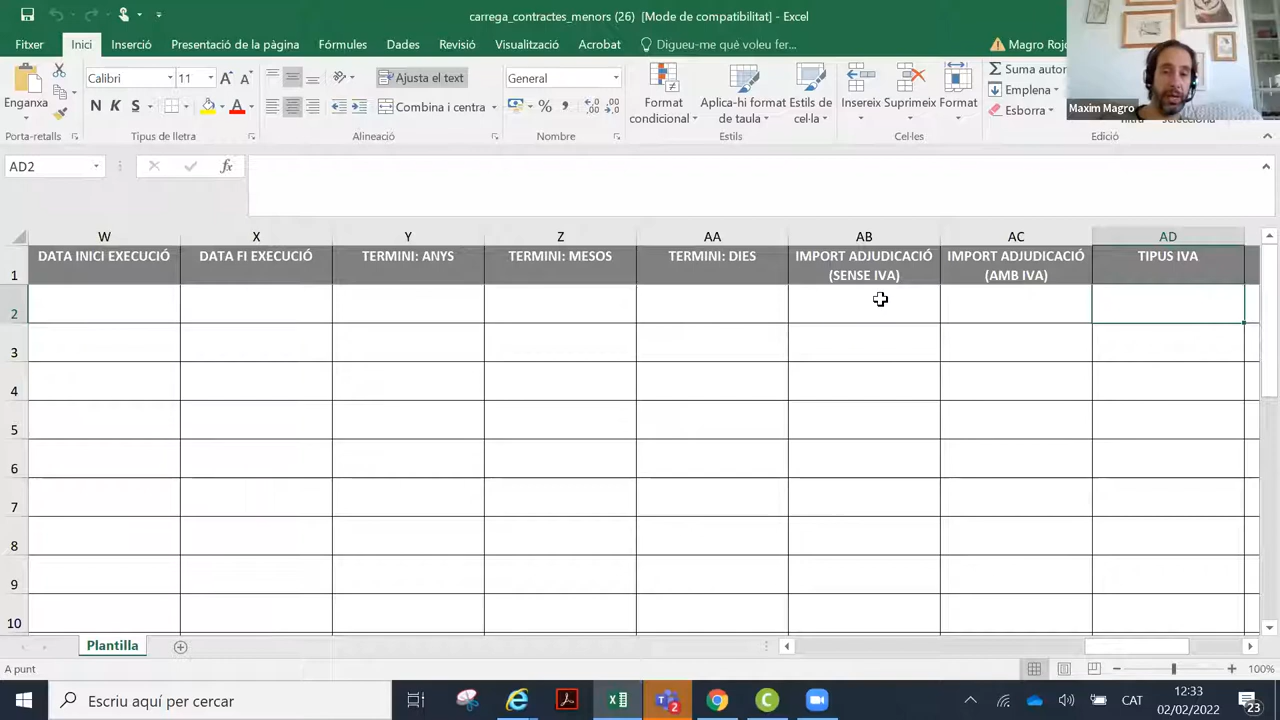 carrega_contractes_menors (26) [Mode de compatibilitat] - Excel
Fitxer Inici Inserció Presentació de la pàgina Fórmules Dades Revisió Visualització Acrobat Digueu-me què voleu fer... Magro Rojo
Enganxa
Calibri 11
Ajusta el text
General
Format condicional
Aplica-hi format de taula
Estils de cel·la
Insereix
Suprimeix
Format
Suma
Emplena
Esborra
N K S
Combina i centra
%
Porta-retalls Tipus de lletra Alineació Nombre Estils Cel·les Edició
Maxim Magro
AD2 fx
W X Y Z AA AB AC AD
1 DATA INICI EXECUCIÓ DATA FI EXECUCIÓ TERMINI: ANYS TERMINI: MESOS TERMINI: DIES IMPORT ADJUDICACIÓ (SENSE IVA) IMPORT ADJUDICACIÓ (AMB IVA) TIPUS IVA
2
3
4
5
6
7
8
9
10
Plantilla
A punt
100%
Escriu aquí per cercar
2
CAT
12:33
02/02/2022
23